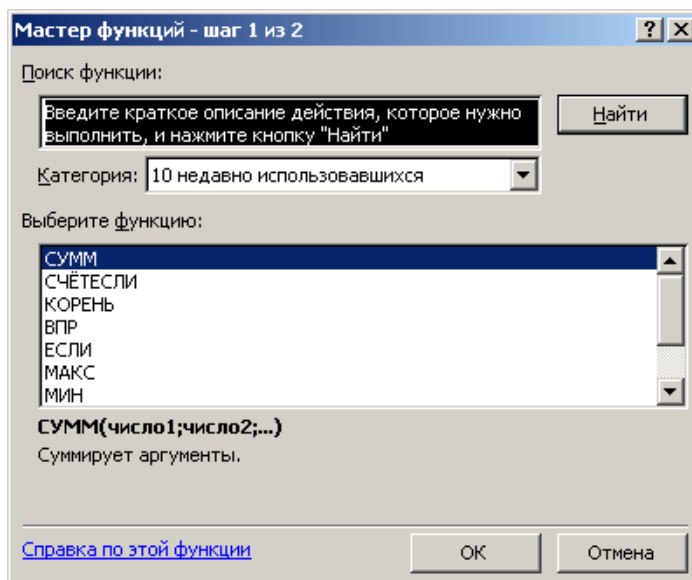 Мастер функций - шаг 1 из 2
Поиск функции:
Введите краткое описание действия, которое нужно
выполнить, и нажмите кнопку "Найти"
Найти
Категория: 10 недавно использовавшихся
Выберите функцию:
СУММ
СЧЁТЕСЛИ
КОРЕНЬ
ВПР
ЕСЛИ
МАКС
МИН
СУММ(число1;число2;...)
Суммирует аргументы.
Справка по этой функции
ОК
Отмена